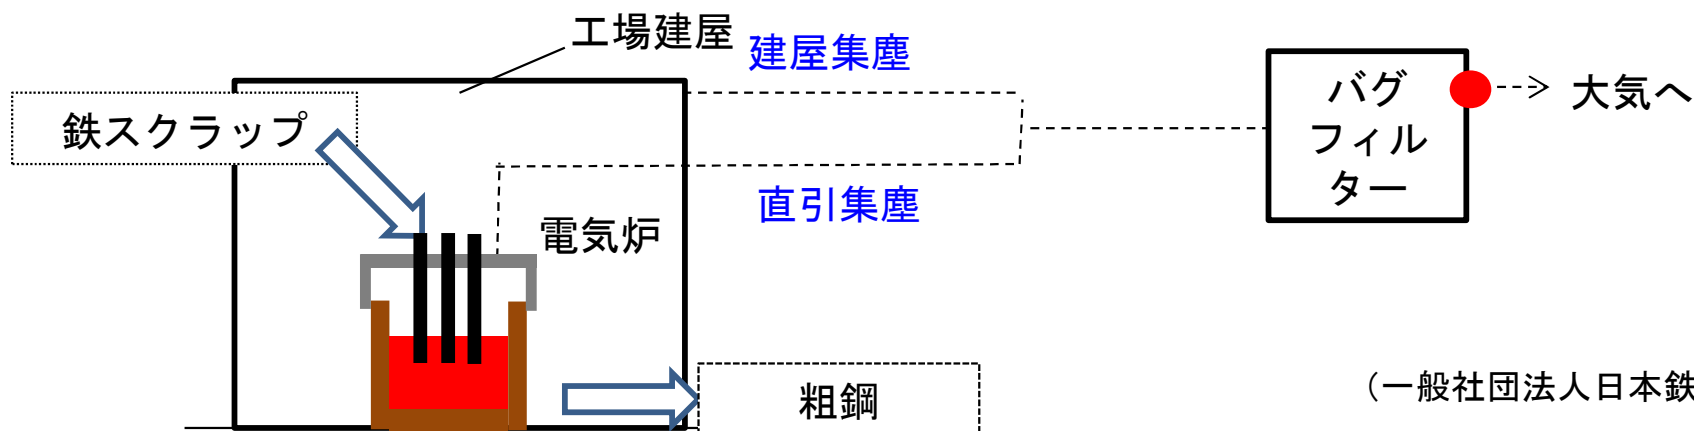 工場建屋
建屋集塵
バグ
フィル
ター
大気へ
鉄スクラップ
直引集塵
電気炉
粗鋼
（一般社団法人日本鉄